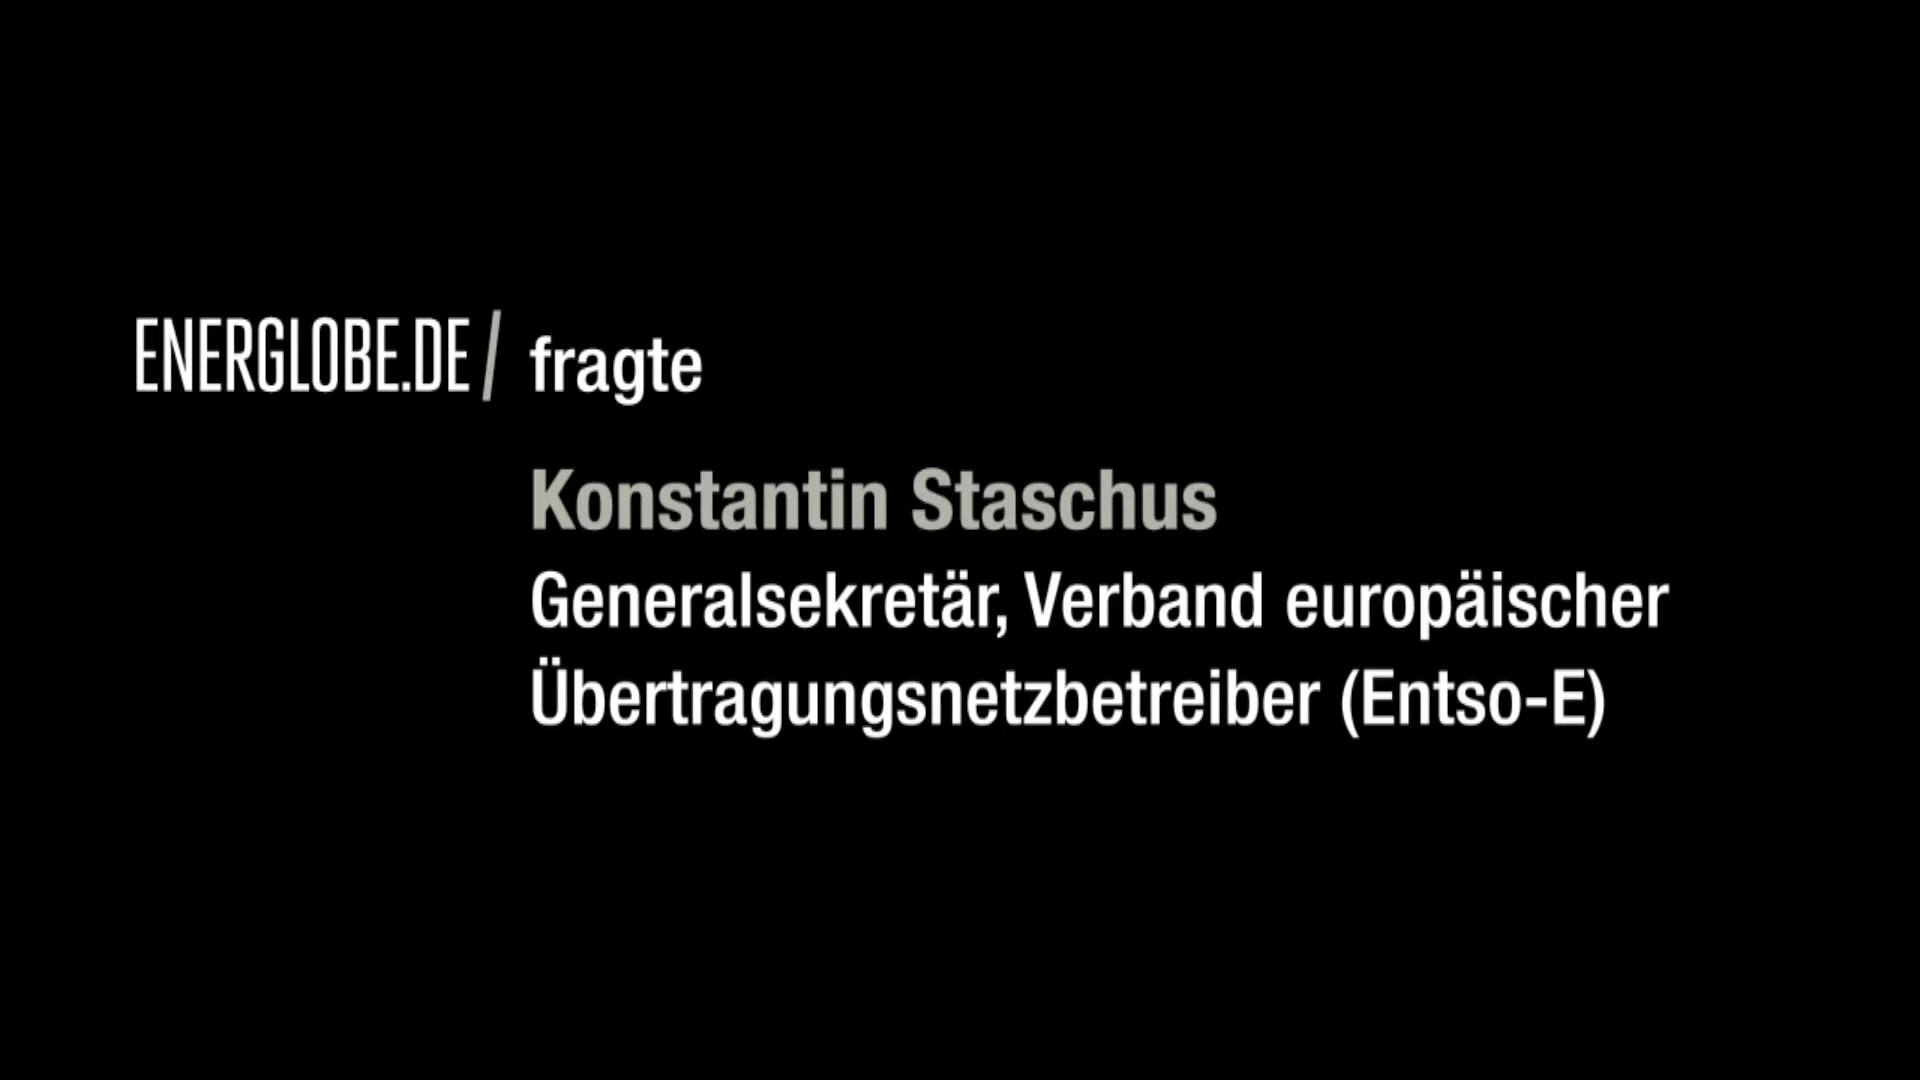 ENERGLOBE.DE/ fragte
Konstantin Staschus
Generalsekretär, Verband europäischer
Übertragungsnetzbetreiber (Entso-E)